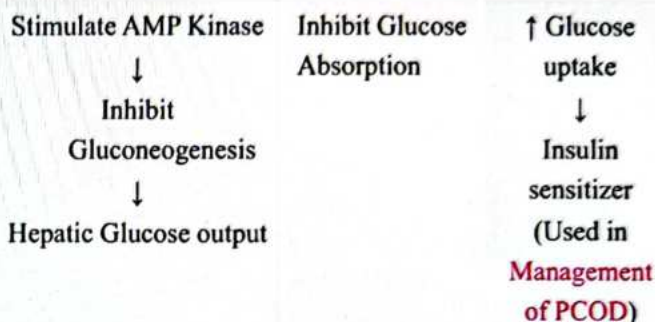 Stimulate AMP Kinase
↓
Inhibit
Gluconeogenesis
↓
Hepatic Glucose output
Inhibit Glucose
Absorption
↑ Glucose
uptake
↓
Insulin
sensitizer
(Used in
Management
of PCOD)